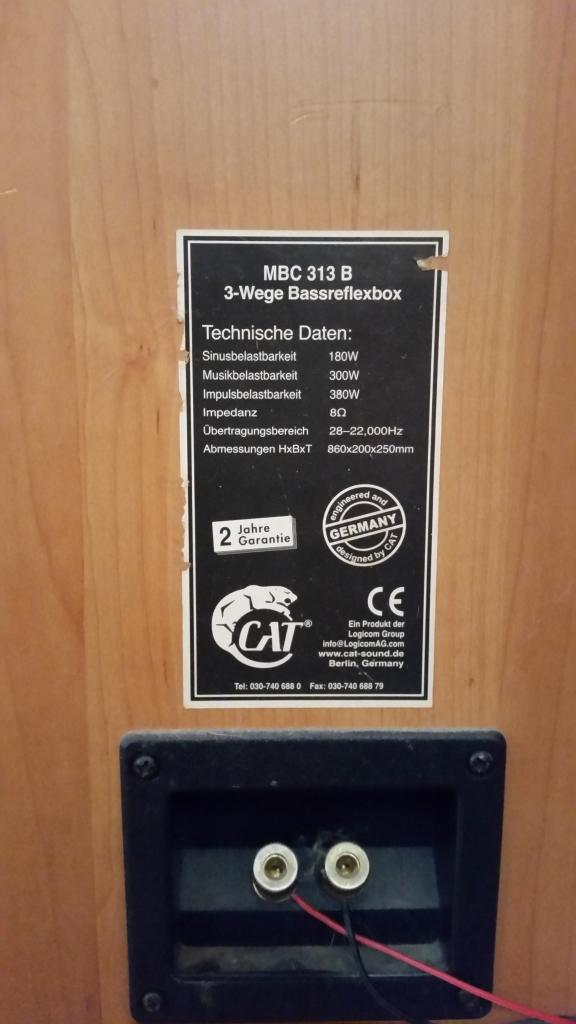 MBC 313 B
3-Wege Bassreflexbox
Technische Daten:
Sinusbelastbarkeit 180W
Musikbelastbarkeit 300W
Impulsbelastbarkeit 380W
Impedanz 8Ω
Übertragungsbereich 28–22,000Hz
Abmessungen HxBxT 860x200x250mm
2 Jahre
Garantie
engineered and
GERMANY
designed by CAT
CAT®
CE
Ein Produkt der
Logicom Group
info@LogicomAG.com
www.cat-sound.de
Berlin, Germany
Tel: 030-740 688 0 Fax: 030-740 688 79